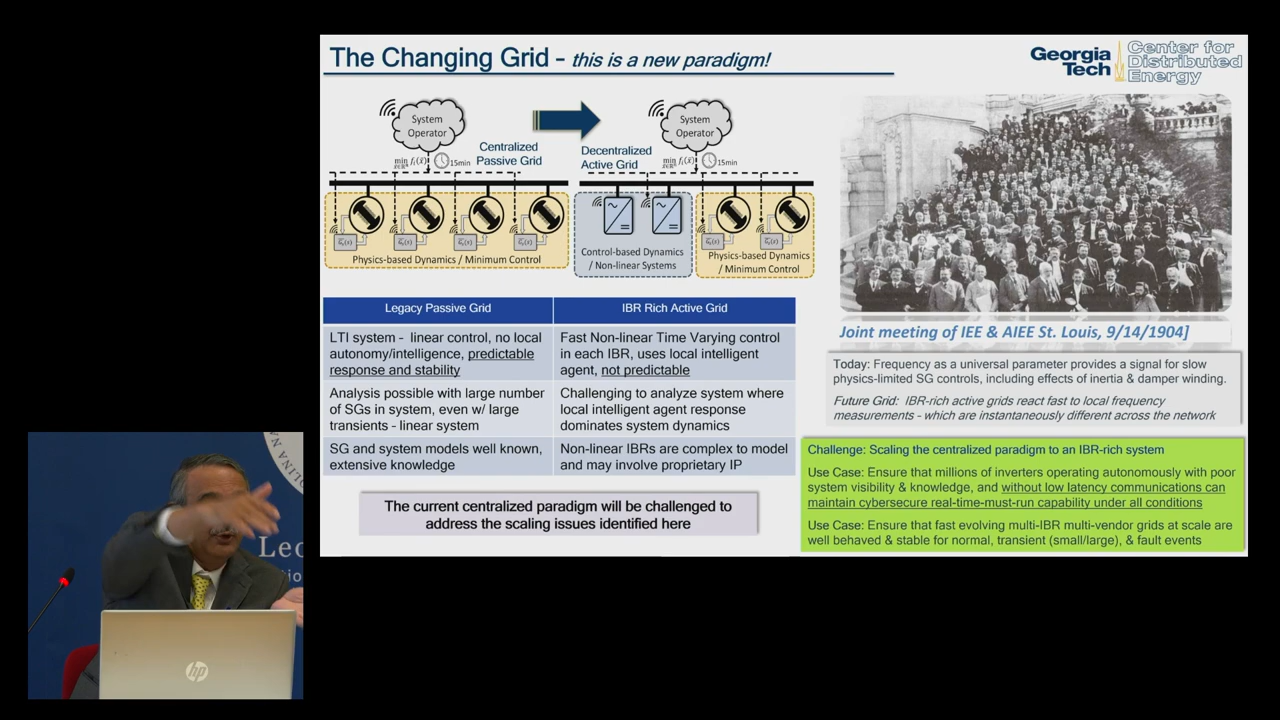 The Changing Grid – this is a new paradigm!
Georgia
Tech
Center for
Distributed
Energy
System
Operator
15min
Centralized
Passive Grid
Decentralized
Active Grid
System
Operator
15min
Physics-based Dynamics / Minimum Control
Control-based Dynamics
/ Non-linear Systems
Physics-based Dynamics
/ Minimum Control
Legacy Passive Grid
IBR Rich Active Grid
LTI system - linear control, no local
autonomy/intelligence, predictable
response and stability
Fast Non-linear Time Varying control
in each IBR, uses local intelligent
agent, not predictable
Analysis possible with large number
of SGs in system, even w/ large
transients - linear system
Challenging to analyze system where
local intelligent agent response
dominates system dynamics
SG and system models well known,
extensive knowledge
Non-linear IBRs are complex to model
and may involve proprietary IP
The current centralized paradigm will be challenged to
address the scaling issues identified here
Joint meeting of IEE & AIEE St. Louis, 9/14/1904]
Today: Frequency as a universal parameter provides a signal for slow
physics-limited SG controls, including effects of inertia & damper winding.
Future Grid: IBR-rich active grids react fast to local frequency
measurements - which are instantaneously different across the network
Challenge: Scaling the centralized paradigm to an IBR-rich system
Use Case: Ensure that millions of inverters operating autonomously with poor
system visibility & knowledge, and without low latency communications can
maintain cybersecure real-time-must-run capability under all conditions
Use Case: Ensure that fast evolving multi-IBR multi-vendor grids at scale are
well behaved & stable for normal, transient (small/large), & fault events
hp